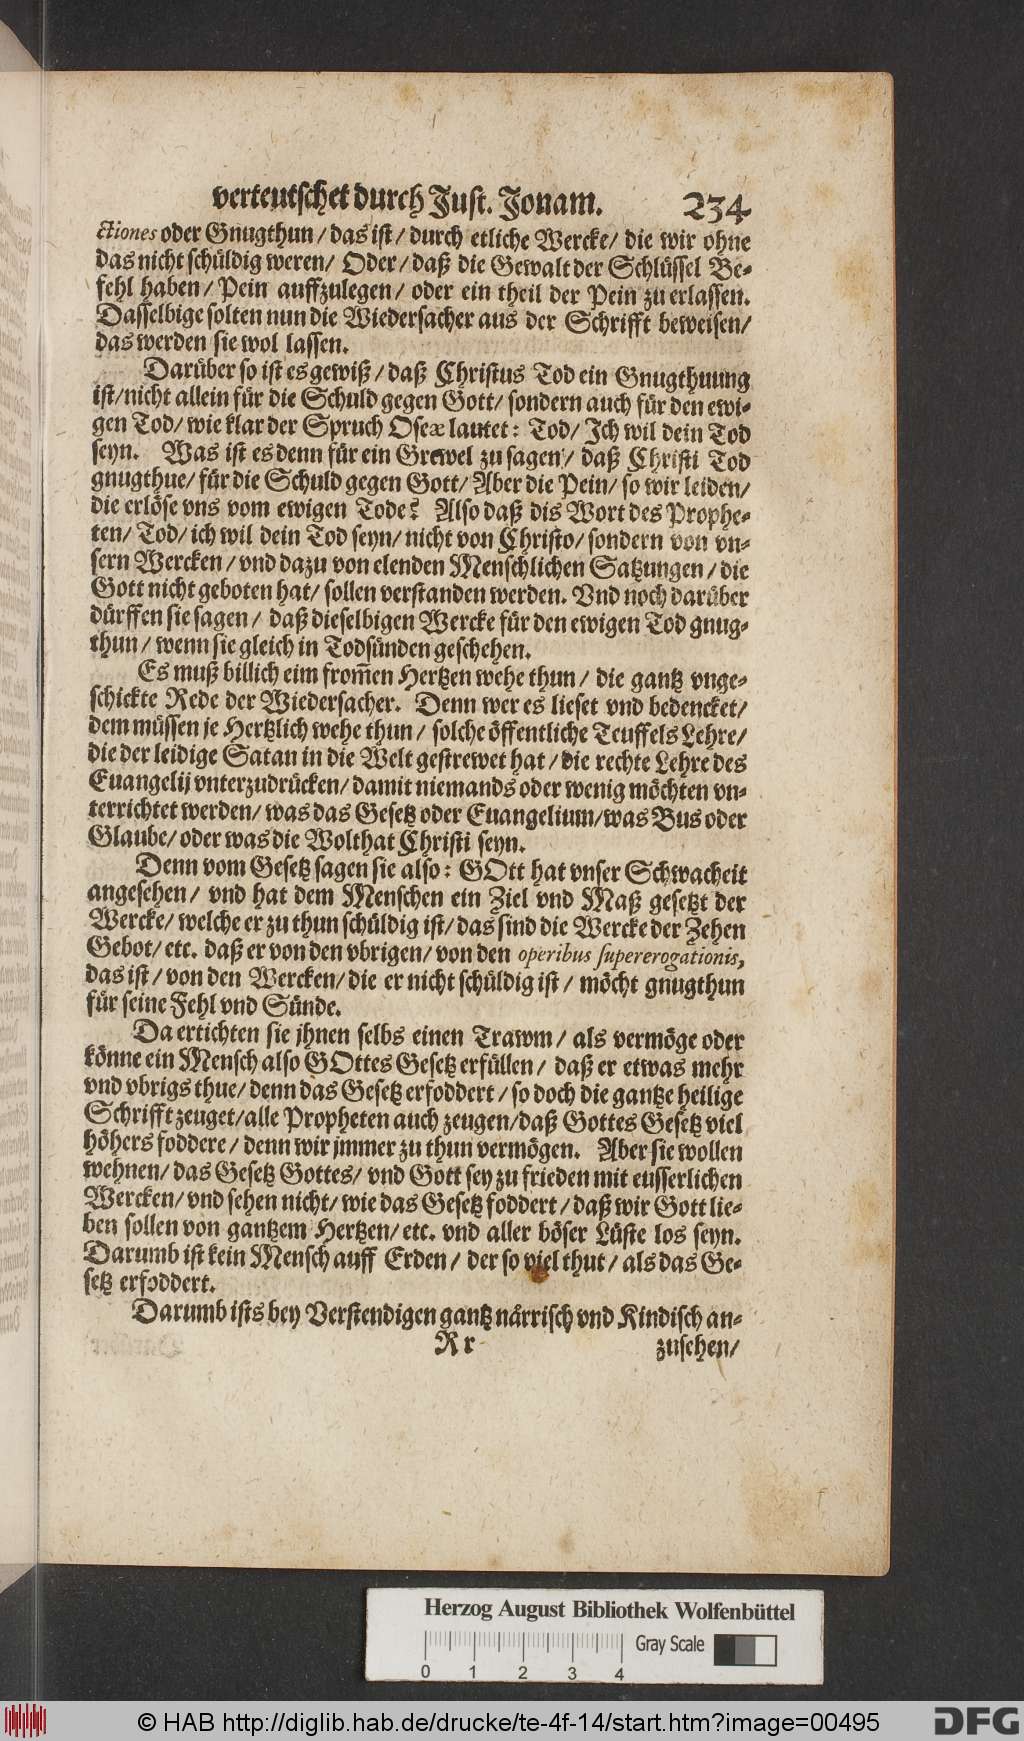 verteutschet durch Just. Jonam. 234
ctiones oder Gnugthun / das ist / durch etliche Wercke / die wir ohne
das nicht schüldig weren / Oder / daß die Gewalt der Schlüssel Be-
fehl haben / Pein auffzulegen / oder ein theil der Pein zu erlassen.
Dasselbige solten nun die Wiedersacher aus der Schrifft beweisen /
das werden sie wol lassen.
Darüber so ist es gewiß / daß Christus Tod ein Gnugthuung
ist / nicht allein für die Schuld gegen Gott / sondern auch für den ewi-
gen Tod / wie klar der Spruch Oseæ lautet: Tod / Ich wil dein Tod
seyn. Was ist es denn für ein Grewel zu sagen / daß Christi Tod
gnugthue / für die Schuld gegen Gott / Aber die Pein / so wir leiden /
die erlöse vns vom ewigen Tode? Also daß dis Wort des Prophe-
ten / Tod / ich wil dein Tod seyn / nicht von Christo / sondern von vn-
sern Wercken / vnd dazu von elenden Menschlichen Satzungen / die
Gott nicht geboten hat / sollen verstanden werden. Vnd noch darüber
dürffen sie sagen / daß dieselbigen Wercke für den ewigen Tod gnug-
thun / wenn sie gleich in Todsünden geschehen.
Es muß billich eim from̃en Hertzen wehe thun / die gantz vnge-
schickte Rede der Wiedersacher. Denn wer es lieset vnd bedencket /
dem müssen je Hertzlich wehe thun / solche öffentliche Teuffels Lehre /
die der leidige Satan in die Welt gestrewet hat / die rechte Lehre des
Euangelij vnterzudrücken / damit niemands oder wenig möchten vn-
terrichtet werden / was das Gesetz oder Euangelium / was Bus oder
Glaube / oder was die Wolthat Christi seyn.
Denn vom Gesetz sagen sie also: GOtt hat vnser Schwacheit
angesehen / vnd hat dem Menschen ein Ziel vnd Maß gesetzt der
Wercke / welche er zu thun schüldig ist / das sind die Wercke der Zehen
Gebot / etc. daß er von den vbrigen / von den operibus supererogationis,
das ist / von den Wercken / die er nicht schüldig ist / möcht gnugthun
für seine Fehl vnd Sünde.
Da ertichten sie jhnen selbs einen Trawm / als vermöge oder
könne ein Mensch also GOttes Gesetz erfüllen / daß er etwas mehr
vnd vbrigs thue / denn das Gesetz erfoddert / so doch die gantze heilige
Schrifft zeuget / alle Propheten auch zeugen / daß Gottes Gesetz viel
höhers foddere / denn wir jmmer zu thun vermögen. Aber sie wollen
wehnen / das Gesetz Gottes / vnd Gott sey zu frieden mit eusserlichen
Wercken / vnd sehen nicht / wie das Gesetz foddert / daß wir Gott lie-
ben sollen von gantzem Hertzen / etc. vnd aller böser Lüste los seyn.
Darumb ist kein Mensch auff Erden / der so viel thut / als das Ge-
setz erfoddert.
Darumb ists bey Verstendigen gantz närrisch vnd Kindisch an-
Rr zusehen /
Herzog August Bibliothek Wolfenbüttel
Gray Scale
0 1 2 3 4
© HAB http://diglib.hab.de/drucke/te-4f-14/start.htm?image=00495
DFG